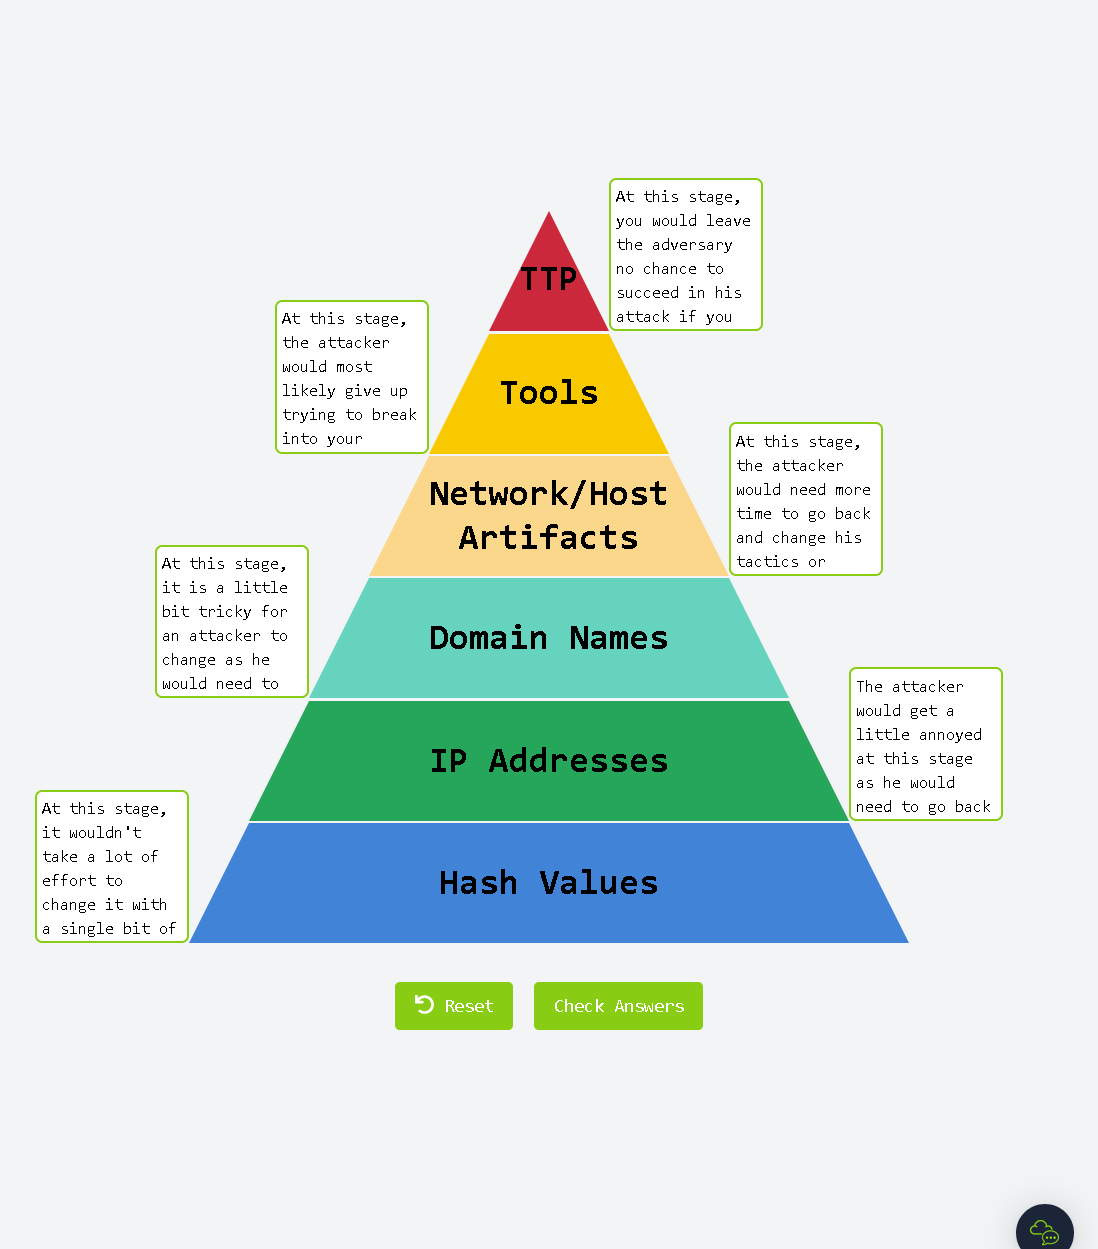 At this stage,
you would leave
the adversary
no chance to
succeed in his
attack if you
TTP
At this stage,
the attacker
would most
likely give up
trying to break
into your
Tools
At this stage,
the attacker
would need more
time to go back
and change his
tactics or
Network/Host
Artifacts
At this stage,
it is a little
bit tricky for
an attacker to
change as he
would need to
Domain Names
The attacker
would get a
little annoyed
at this stage
as he would
need to go back
IP Addresses
At this stage,
it wouldn't
take a lot of
effort to
change it with
a single bit of
Hash Values
Reset
Check Answers